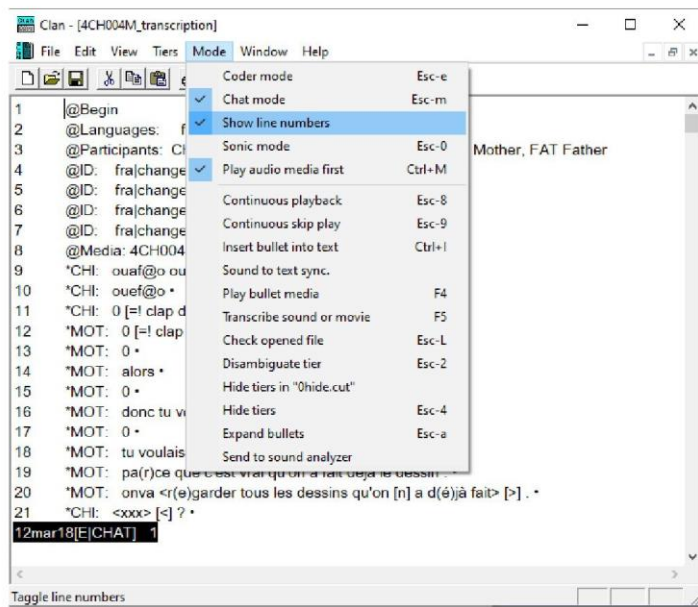 Clan - [4CH004M_transcription]
File Edit View Tiers Mode Window Help
Coder mode Esc-e
Chat mode Esc-m
Show line numbers
Sonic mode Esc-0
Play audio media first Ctrl+M
Continuous playback Esc-8
Continuous skip play Esc-9
Insert bullet into text Ctrl+I
Sound to text sync.
Play bullet media F4
Transcribe sound or movie F5
Check opened file Esc-L
Disambiguate tier Esc-2
Hide tiers in "0hide.cut"
Hide tiers Esc-4
Expand bullets Esc-a
Send to sound analyzer
1 @Begin
2 @Languages: f
3 @Participants: CH Mother, FAT Father
4 @ID: fra|change
5 @ID: fra|change
6 @ID: fra|change
7 @ID: fra|change
8 @Media: 4CH004
9 *CHI: ouaf@o ou
10 *CHI: ouef@o •
11 *CHI: 0 [=! clap d
12 *MOT: 0 [=! clap
13 *MOT: 0 •
14 *MOT: alors •
15 *MOT: 0 •
16 *MOT: donc tu v
17 *MOT: 0 •
18 *MOT: tu voulais
19 *MOT: pa(r)ce que c'est vrai qu'on a fait déjà le dessin . •
20 *MOT: onva <r(e)garder tous les dessins qu'on [n] a d(é)jà fait> [>] . •
21 *CHI: <xxx> [<] ? •
12mar18[E|CHAT] 1
Taggle line numbers